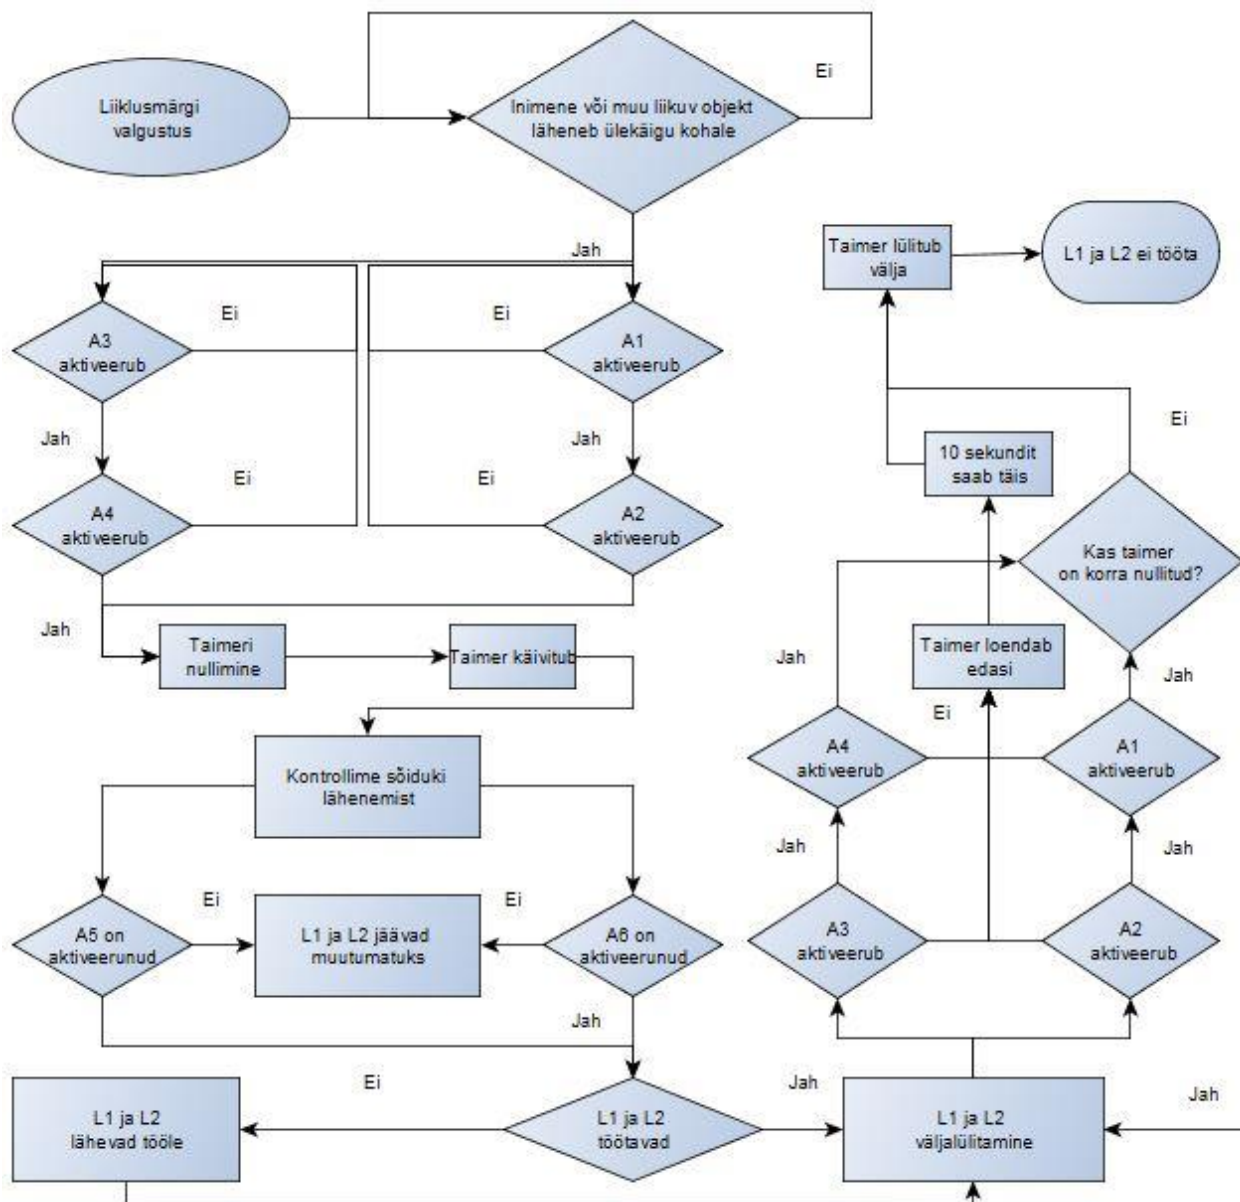 Liiklusmärgi
valgustus
Inimene või muu liikuv objekt
läheneb ülekäigu kohale
Ei
Jah
Taimer lülitub
välja
L1 ja L2 ei tööta
A3
aktiveerub
Ei
Ei
A1
aktiveerub
Jah
Jah
A4
aktiveerub
Ei
Ei
A2
aktiveerub
Ei
10 sekundit
saab täis
Kas taimer
on korra nullitud?
Jah
Taimeri
nullimine
Taimer käivitub
Taimer loendab
edasi
Jah
Jah
Ei
Kontrollime sõiduki
lähenemist
A4
aktiveerub
A1
aktiveerub
Jah
Jah
A5 on
aktiveerunud
Ei
L1 ja L2 jäävad
muutumatuks
Ei
A6 on
aktiveerunud
A3
aktiveerub
A2
aktiveerub
Jah
L1 ja L2
lähevad tööle
Ei
L1 ja L2
töötavad
Jah
L1 ja L2
väljalülitamine
Jah